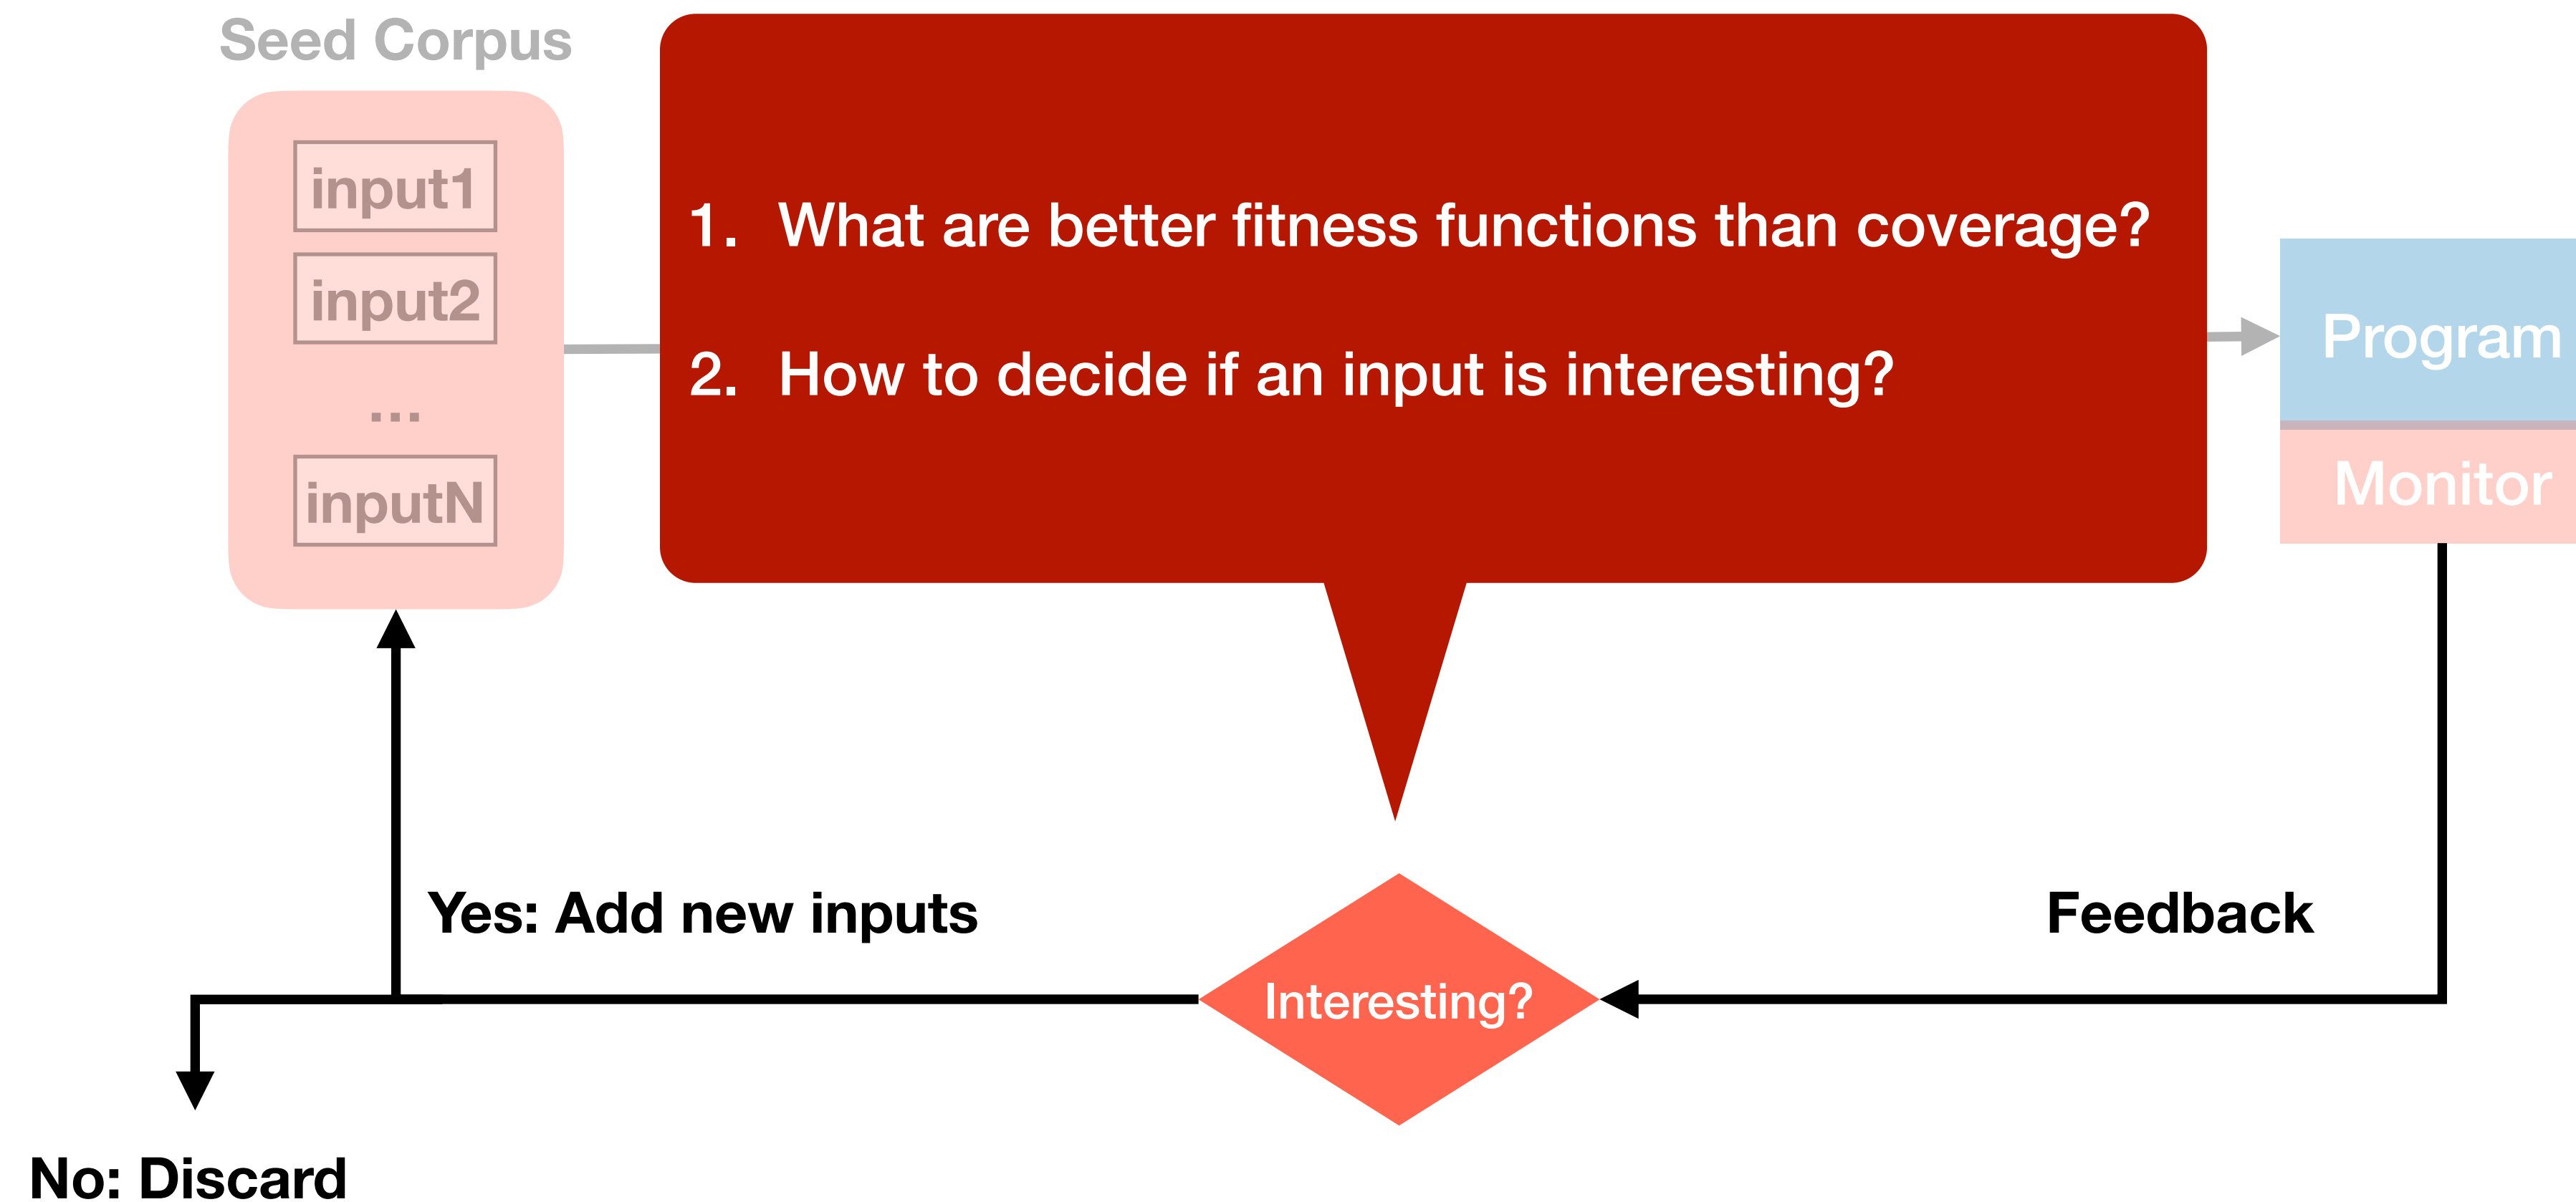 Seed Corpus
input1
input2
...
inputN
1. What are better fitness functions than coverage?
2. How to decide if an input is interesting?
Program
Monitor
Yes: Add new inputs
Feedback
Interesting?
No: Discard